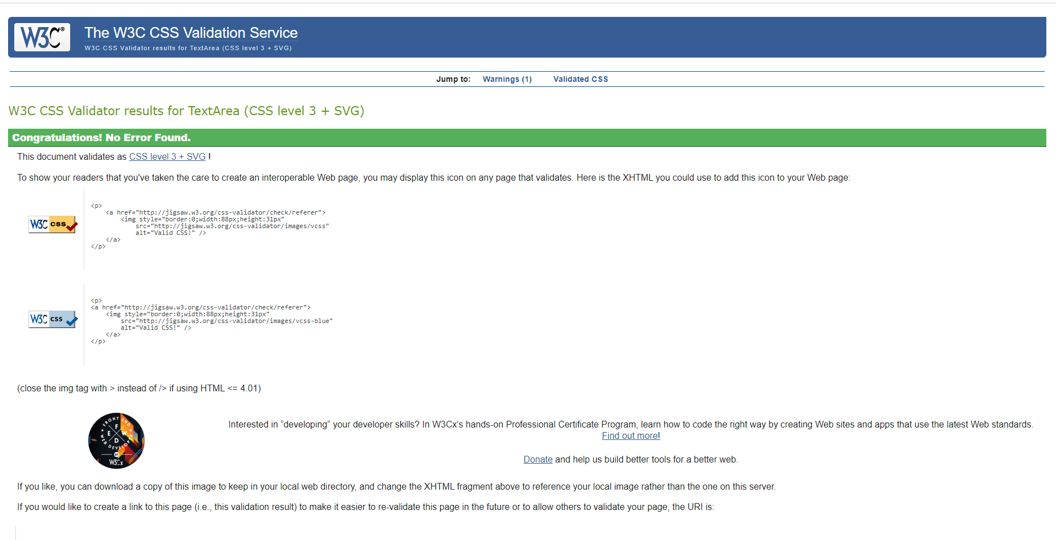 W3C®
The W3C CSS Validation Service
W3C CSS Validator results for TextArea (CSS level 3 + SVG)
Jump to: Warnings (1) Validated CSS
W3C CSS Validator results for TextArea (CSS level 3 + SVG)
Congratulations! No Error Found.
This document validates as CSS level 3 + SVG !
To show your readers that you've taken the care to create an interoperable Web page, you may display this icon on any page that validates. Here is the XHTML you could use to add this icon to your Web page:
W3C css
<p>
<a href="http://jigsaw.w3.org/css-validator/check/referer">
<img style="border:0;width:88px;height:31px"
src="http://jigsaw.w3.org/css-validator/images/vcss"
alt="Valid CSS!" />
</a>
</p>
W3C css
<p>
<a href="http://jigsaw.w3.org/css-validator/check/referer">
<img style="border:0;width:88px;height:31px"
src="http://jigsaw.w3.org/css-validator/images/vcss-blue"
alt="Valid CSS!" />
</a>
</p>
(close the img tag with > instead of /> if using HTML <= 4.01)
Interested in "developing" your developer skills? In W3Cx's hands-on Professional Certificate Program, learn how to code the right way by creating Web sites and apps that use the latest Web standards.
Find out more!
Donate and help us build better tools for a better web.
If you like, you can download a copy of this image to keep in your local web directory, and change the XHTML fragment above to reference your local image rather than the one on this server.
If you would like to create a link to this page (i.e., this validation result) to make it easier to re-validate this page in the future or to allow others to validate your page, the URI is: